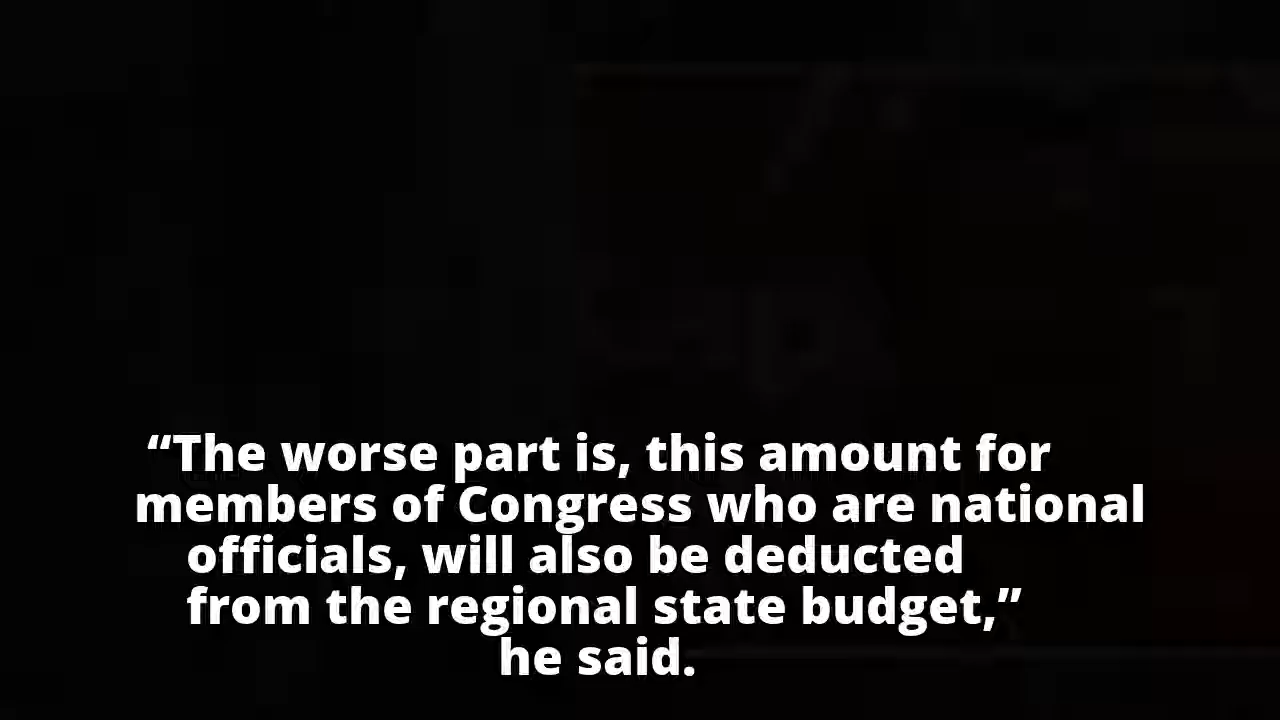 “The worse part is, this amount for
members of Congress who are national
officials, will also be deducted
from the regional state budget,”
he said.